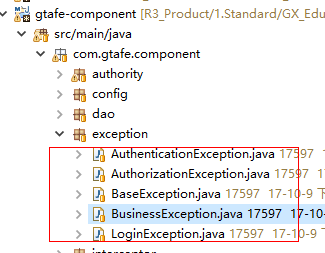 gtafe-component [R3_Product/1.Standard/GX_Edu
src/main/java
com.gtafe.component
authority
config
dao
exception
AuthenticationException.java 17597 17-10-9 下
AuthorizationException.java 17597 17-10-9
BaseException.java 17597 17-10-9 下
BusinessException.java 17597 17-10-
LoginException.java 17597 17-10-9 下